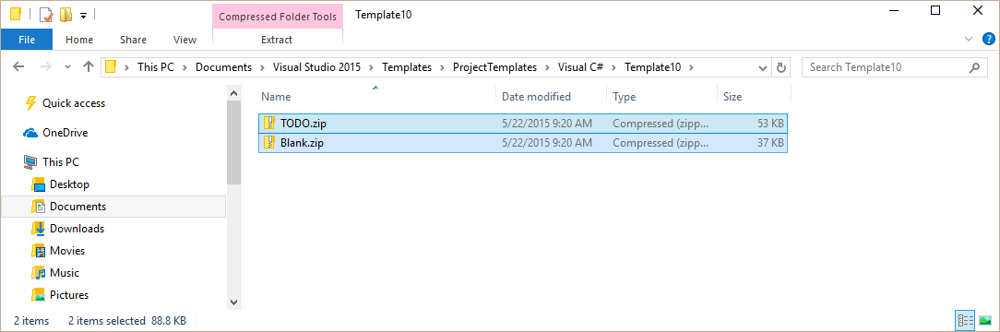 Compressed Folder Tools Template10
File Home Share View Extract
This PC Documents Visual Studio 2015 Templates ProjectTemplates Visual C# Template10 Search Template10
Quick access
OneDrive
This PC
Desktop
Documents
Downloads
Movies
Music
Pictures
Name Date modified Type Size
TODO.zip 5/22/2015 9:20 AM Compressed (zipp... 53 KB
Blank.zip 5/22/2015 9:20 AM Compressed (zipp... 37 KB
2 items 2 items selected 88.8 KB